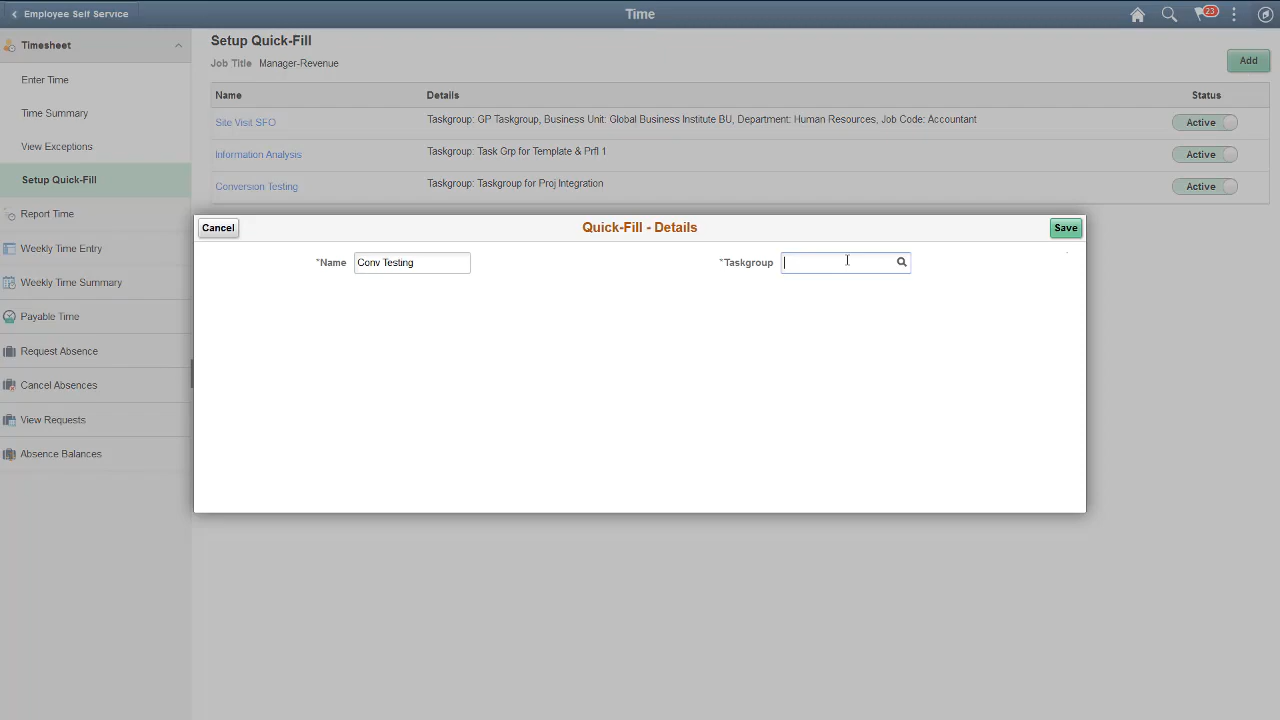 Employee Self Service
Time
23
Timesheet
Enter Time
Time Summary
View Exceptions
Setup Quick-Fill
Report Time
Weekly Time Entry
Weekly Time Summary
Payable Time
Request Absence
Cancel Absences
View Requests
Absence Balances
Setup Quick-Fill
Job Title Manager-Revenue
Add
Name Details Status
Site Visit SFO Taskgroup: GP Taskgroup, Business Unit: Global Business Institute BU, Department: Human Resources, Job Code: Accountant Active
Information Analysis Taskgroup: Task Grp for Template & Prfl 1 Active
Conversion Testing Taskgroup: Taskgroup for Proj Integration Active
Cancel Quick-Fill - Details Save
*Name Conv Testing *Taskgroup